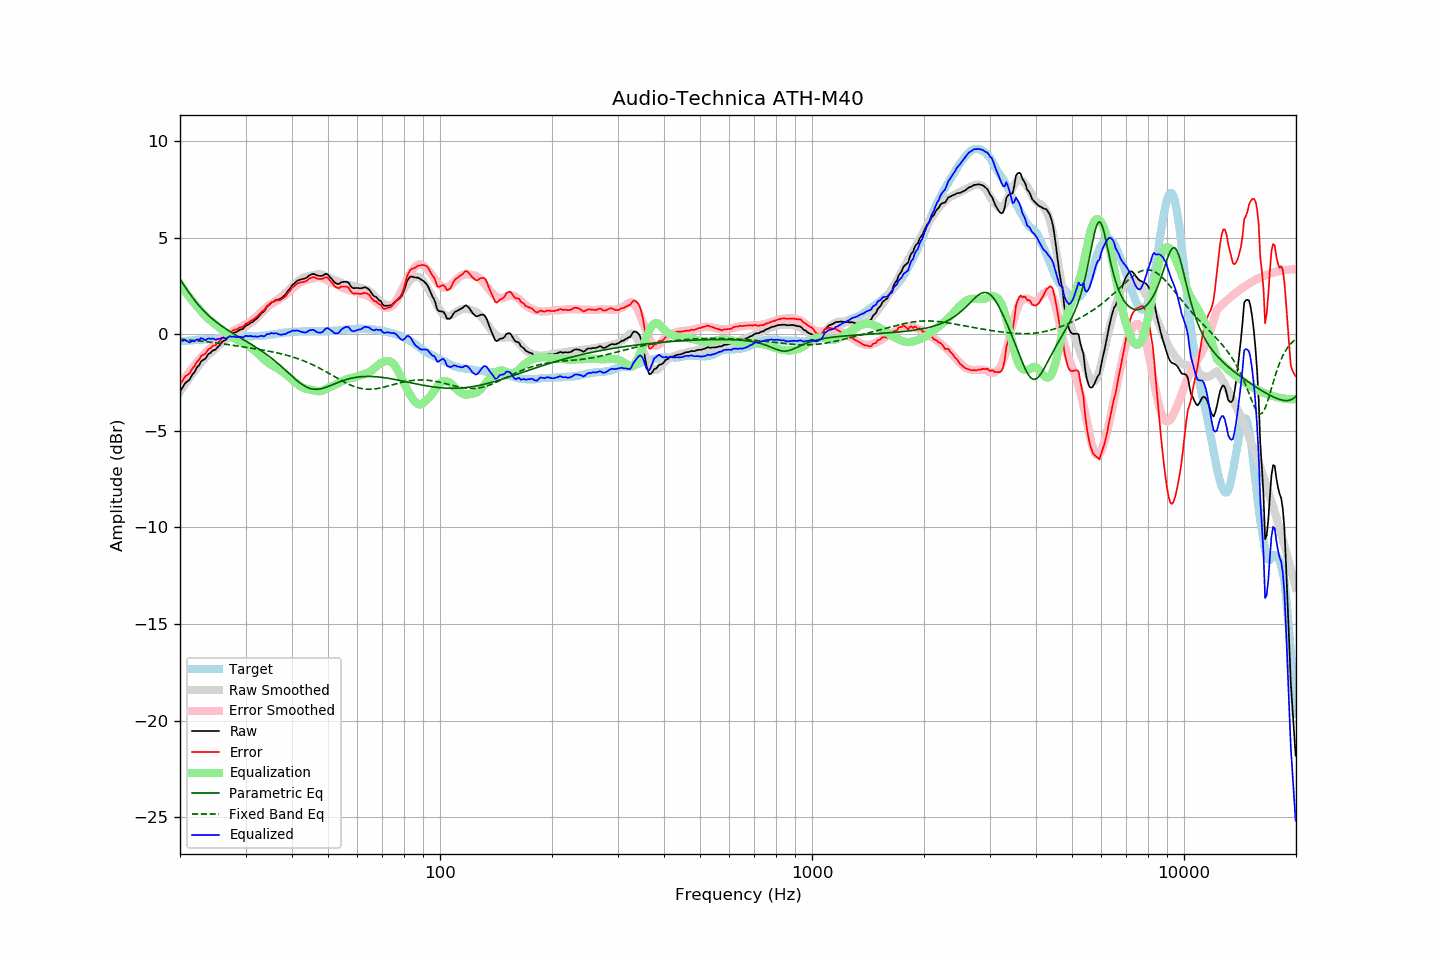 Audio-Technica ATH-M40
10
5
0
−5
−10
−15
−20
−25
Amplitude (dBr)
Target
Raw Smoothed
Error Smoothed
Raw
Error
Equalization
Parametric Eq
Fixed Band Eq
Equalized
100
1000
10000
Frequency (Hz)